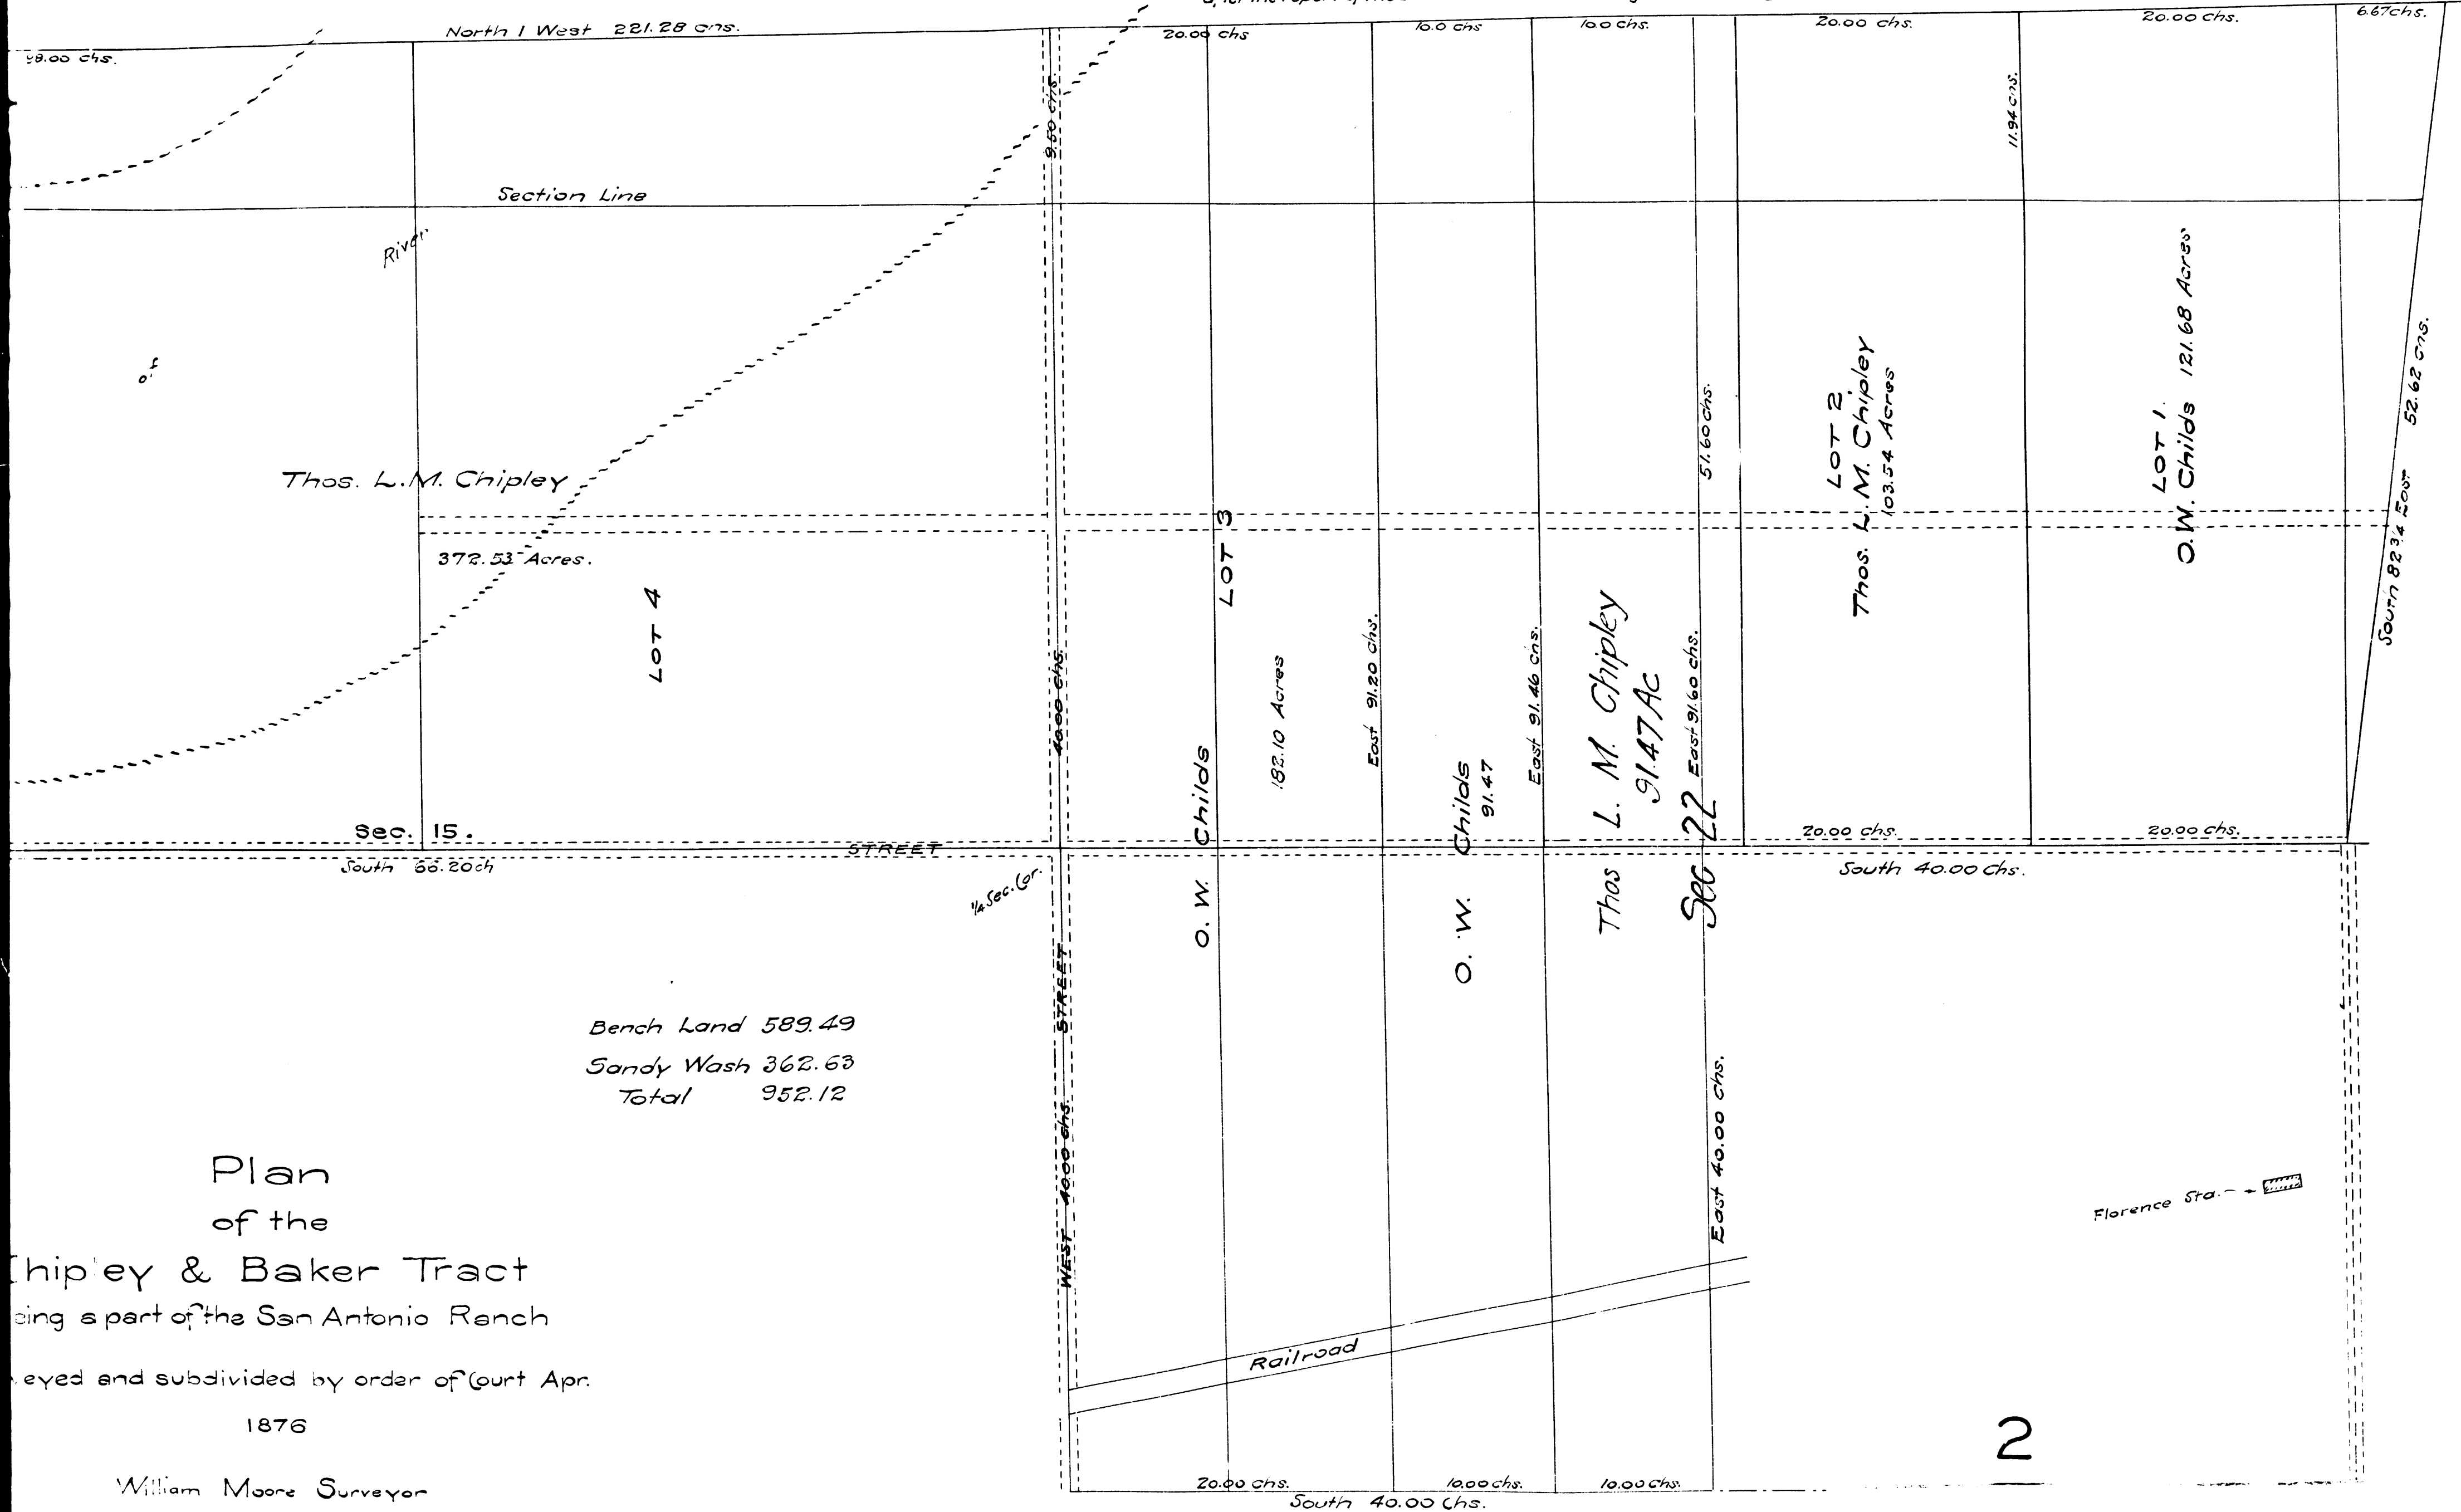 North 1 West 221.28 chs.
20.00 chs
10.0 chs
10.0 chs.
20.00 chs.
20.00 chs.
6.67 chs.
9.50 chs.
11.94 chs.
Section Line
River
of
Thos. L.M. Chipley
372.53 Acres.
LOT 4
40.00 chs.
LOT 3
182.10 Acres
O. W. Childs
East 91.20 chs.
O. W. Childs
91.47
East 91.46 chs.
Thos L. M. Chipley
91.47 Ac
51.60 chs.
East 91.60 chs.
Sec 22
LOT 2
Thos. L.M. Chipley
103.54 Acres
LOT 1.
O.W. Childs 121.68 Acres
South 82 3/4 East 52.62 chs.
Sec. 15.
STREET
20.00 chs.
20.00 chs.
South 66.20ch
South 40.00 Chs.
1/4 Sec. Cor.
WEST 40.00 chs. STREET
East 40.00 chs.
Bench Land 589.49
Sandy Wash 362.63
Total 952.12
Florence Sta.
Plan
of the
Chipley & Baker Tract
eing a part of the San Antonio Ranch
eyed and subdivided by order of Court Apr.
1876
William Moore Surveyor
Railroad
2
20.00 chs.
10.00 chs.
10.00 chs.
South 40.00 Chs.